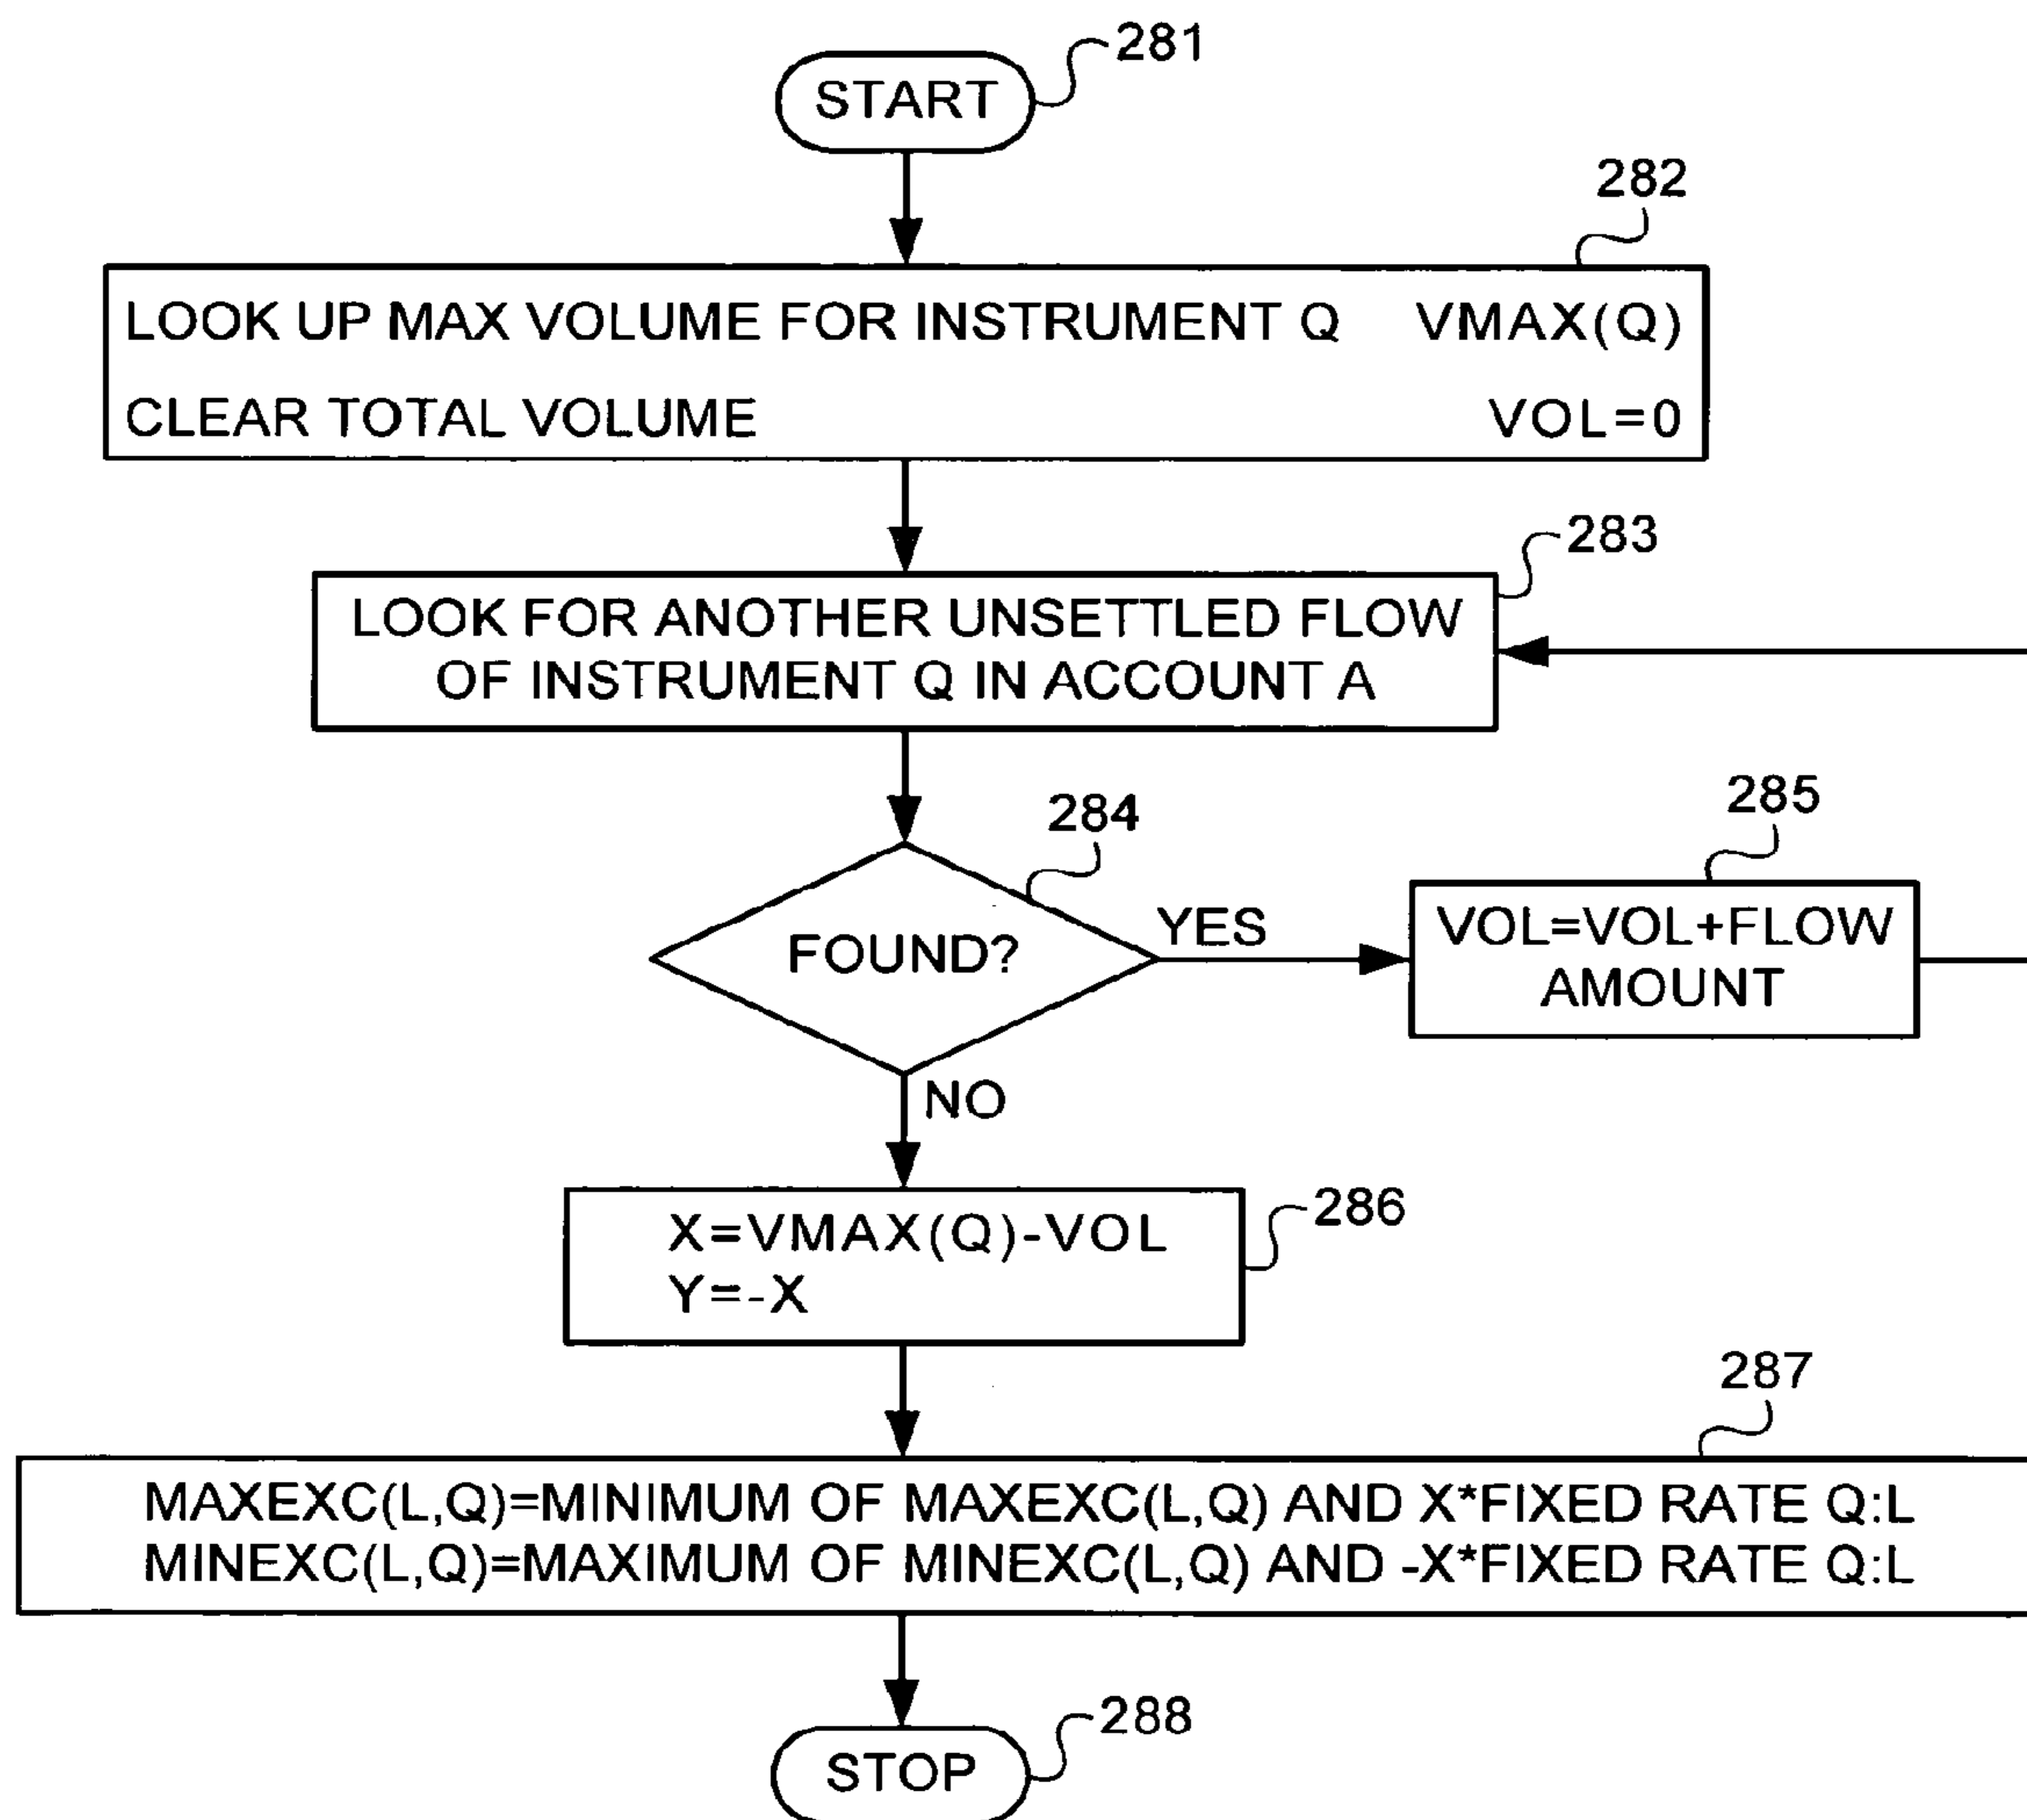 281
START
282
LOOK UP MAX VOLUME FOR INSTRUMENT Q VMAX(Q)
CLEAR TOTAL VOLUME VOL=0
283
LOOK FOR ANOTHER UNSETTLED FLOW
OF INSTRUMENT Q IN ACCOUNT A
284
285
FOUND?
YES
VOL=VOL+FLOW
AMOUNT
NO
286
X=VMAX(Q)-VOL
Y=-X
287
MAXEXC(L,Q)=MINIMUM OF MAXEXC(L,Q) AND X*FIXED RATE Q:L
MINEXC(L,Q)=MAXIMUM OF MINEXC(L,Q) AND -X*FIXED RATE Q:L
288
STOP